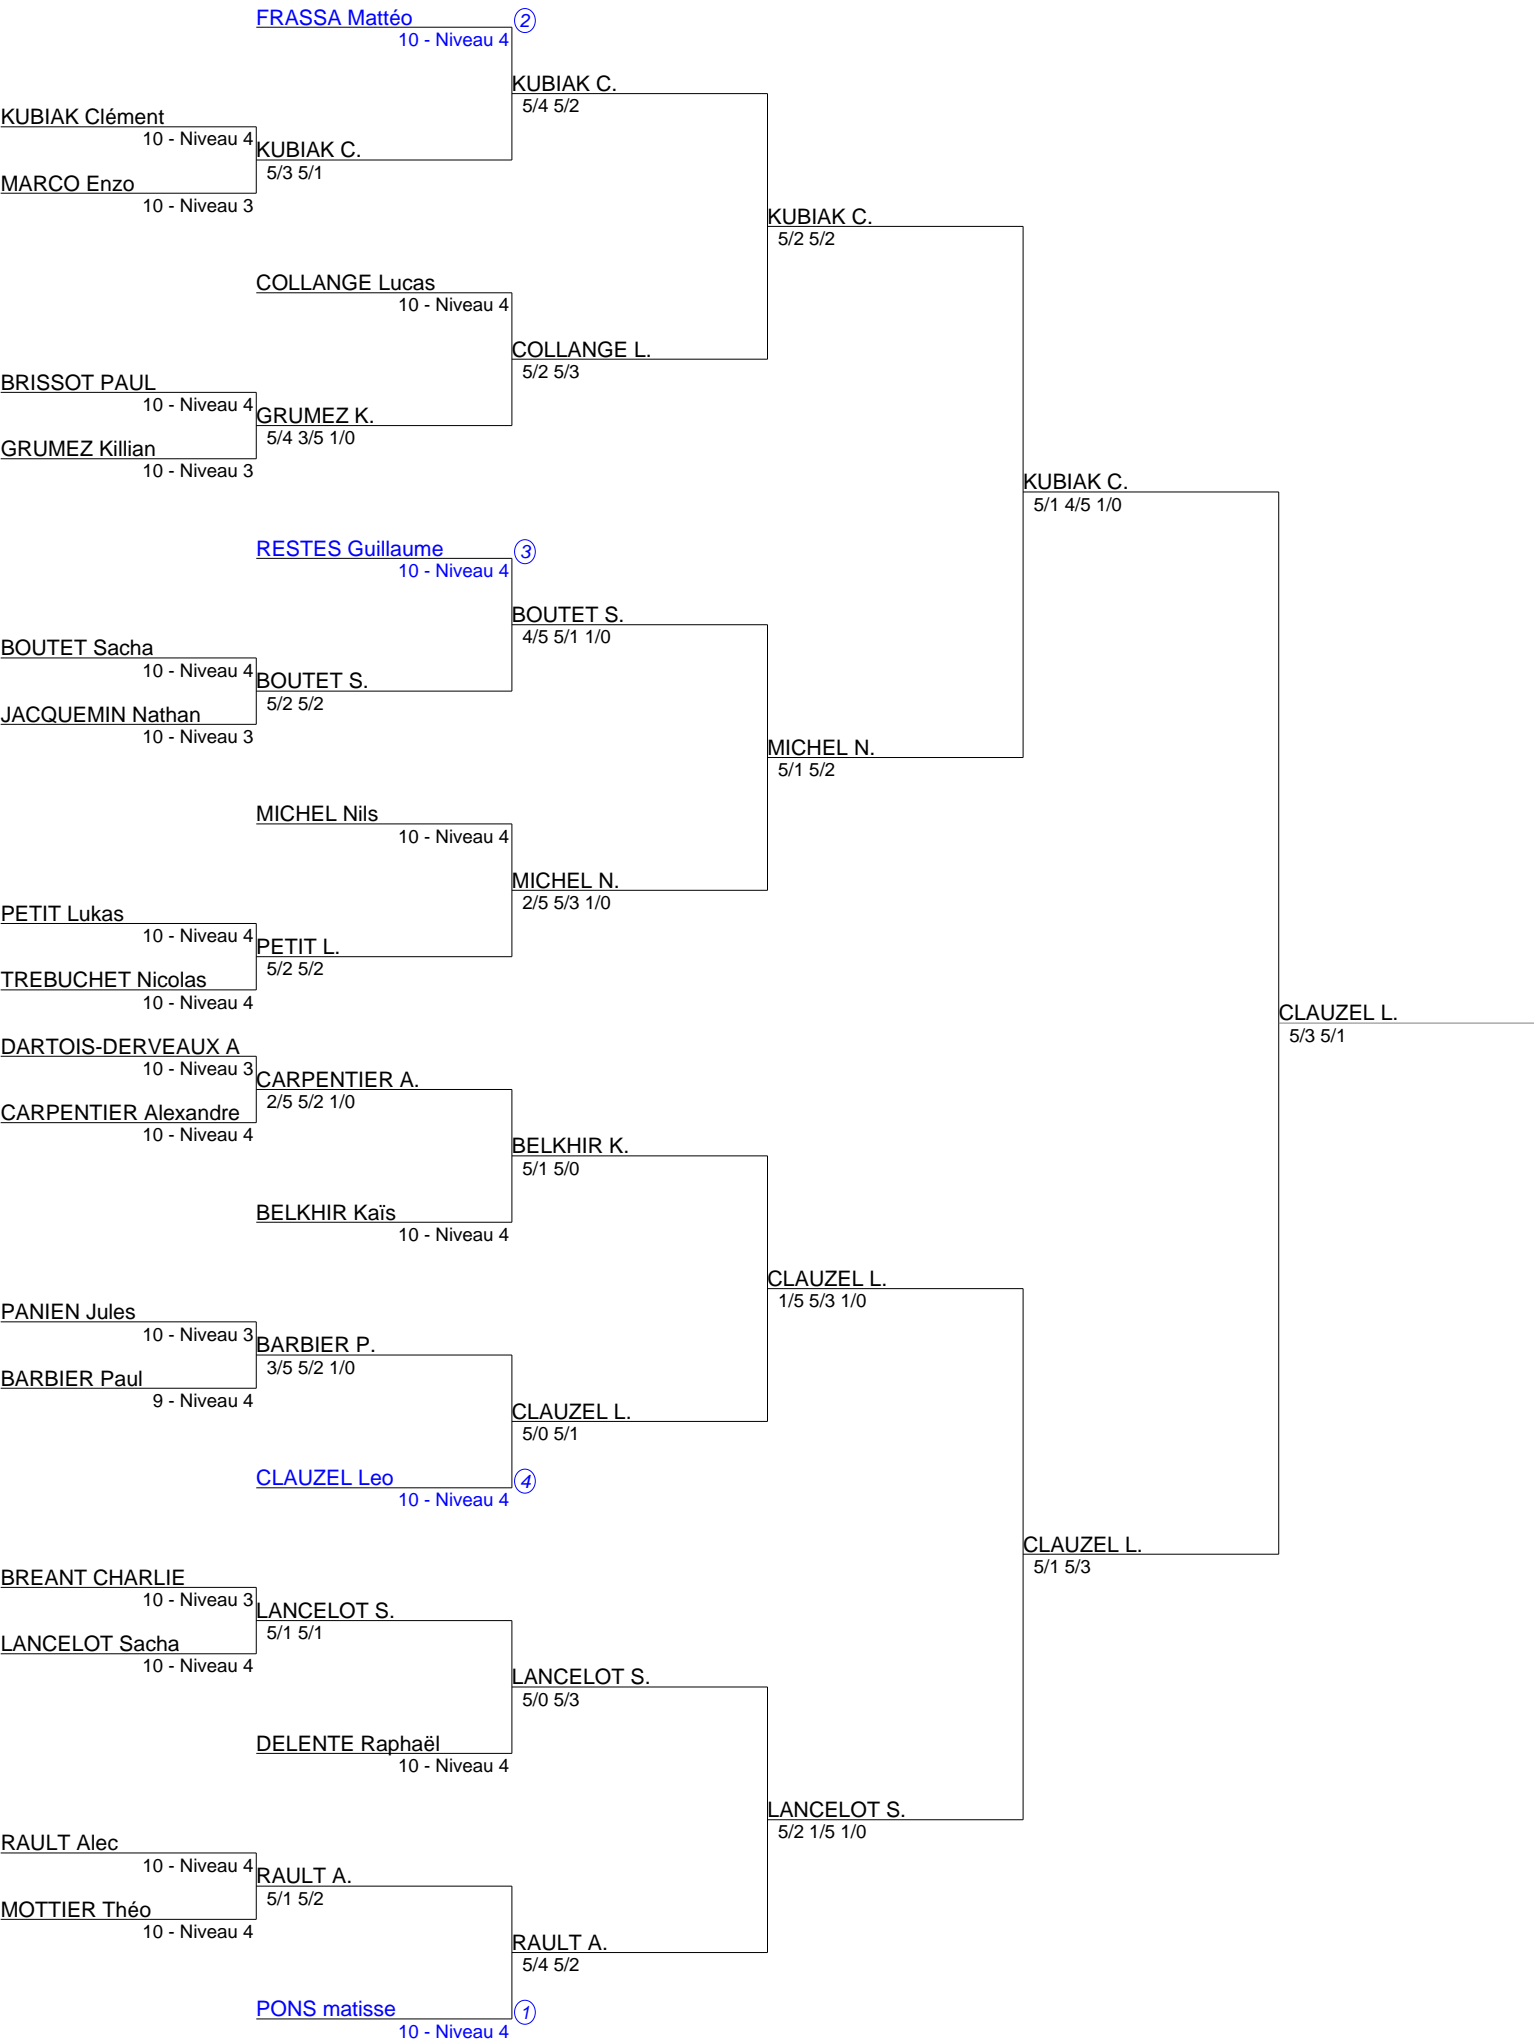 FRASSA Mattéo 2
10 - Niveau 4
KUBIAK C.
5/4 5/2
KUBIAK Clément
10 - Niveau 4
KUBIAK C.
5/3 5/1
MARCO Enzo
10 - Niveau 3
KUBIAK C.
5/2 5/2
COLLANGE Lucas
10 - Niveau 4
COLLANGE L.
5/2 5/3
BRISSOT PAUL
10 - Niveau 4
GRUMEZ K.
5/4 3/5 1/0
GRUMEZ Killian
10 - Niveau 3
KUBIAK C.
5/1 4/5 1/0
RESTES Guillaume 3
10 - Niveau 4
BOUTET S.
4/5 5/1 1/0
BOUTET Sacha
10 - Niveau 4
BOUTET S.
5/2 5/2
JACQUEMIN Nathan
10 - Niveau 3
MICHEL N.
5/1 5/2
MICHEL Nils
10 - Niveau 4
MICHEL N.
2/5 5/3 1/0
PETIT Lukas
10 - Niveau 4
PETIT L.
5/2 5/2
TREBUCHET Nicolas
10 - Niveau 4
CLAUZEL L.
5/3 5/1
DARTOIS-DERVEAUX A
10 - Niveau 3
CARPENTIER A.
2/5 5/2 1/0
CARPENTIER Alexandre
10 - Niveau 4
BELKHIR K.
5/1 5/0
BELKHIR Kaïs
10 - Niveau 4
CLAUZEL L.
1/5 5/3 1/0
PANIEN Jules
10 - Niveau 3
BARBIER P.
3/5 5/2 1/0
BARBIER Paul
9 - Niveau 4
CLAUZEL L.
5/0 5/1
CLAUZEL Leo 4
10 - Niveau 4
CLAUZEL L.
5/1 5/3
BREANT CHARLIE
10 - Niveau 3
LANCELOT S.
5/1 5/1
LANCELOT Sacha
10 - Niveau 4
LANCELOT S.
5/0 5/3
DELENTE Raphaël
10 - Niveau 4
LANCELOT S.
5/2 1/5 1/0
RAULT Alec
10 - Niveau 4
RAULT A.
5/1 5/2
MOTTIER Théo
10 - Niveau 4
RAULT A.
5/4 5/2
PONS matisse 1
10 - Niveau 4